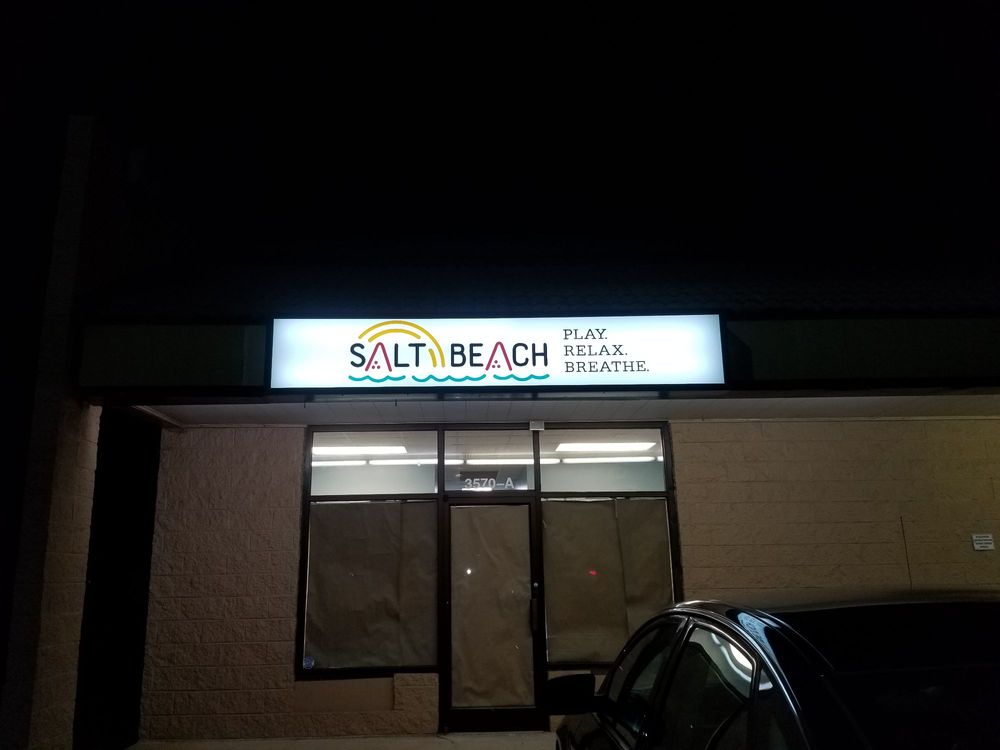 SALT BEACH
PLAY.
RELAX.
BREATHE.
3570-A